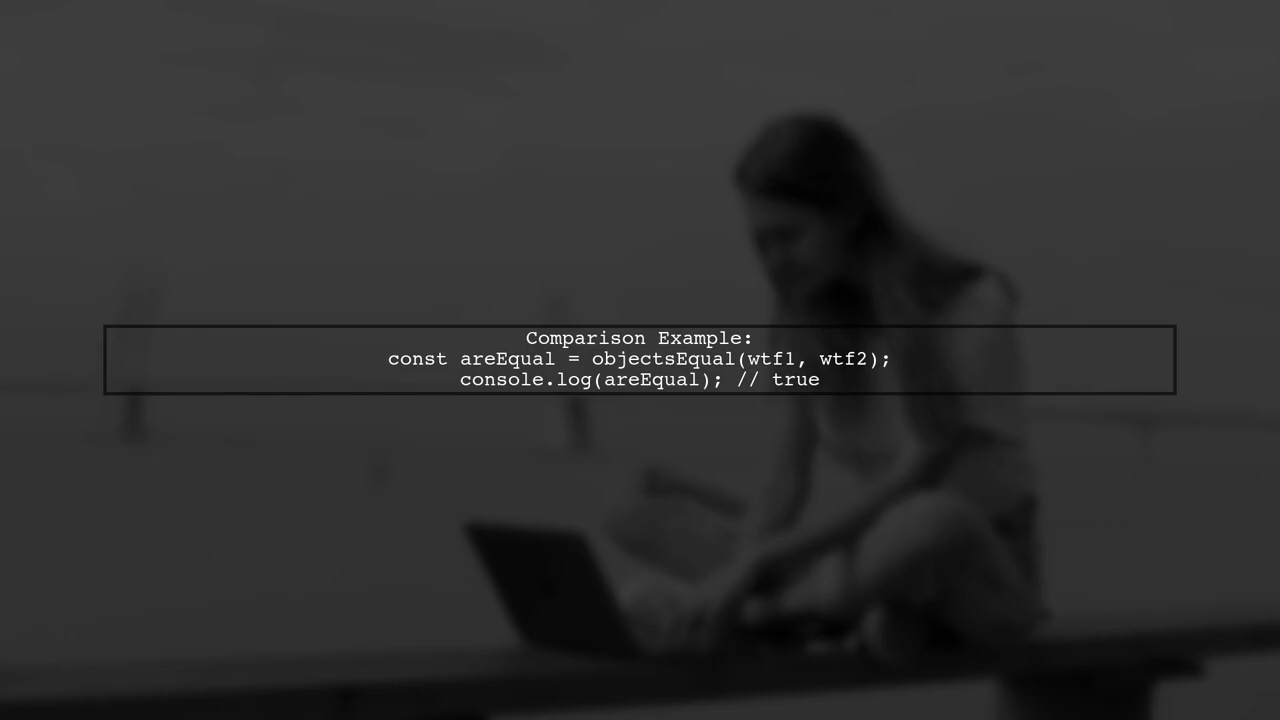 Comparison Example:
const areEqual = objectsEqual(wtf1, wtf2);
console.log(areEqual); // true